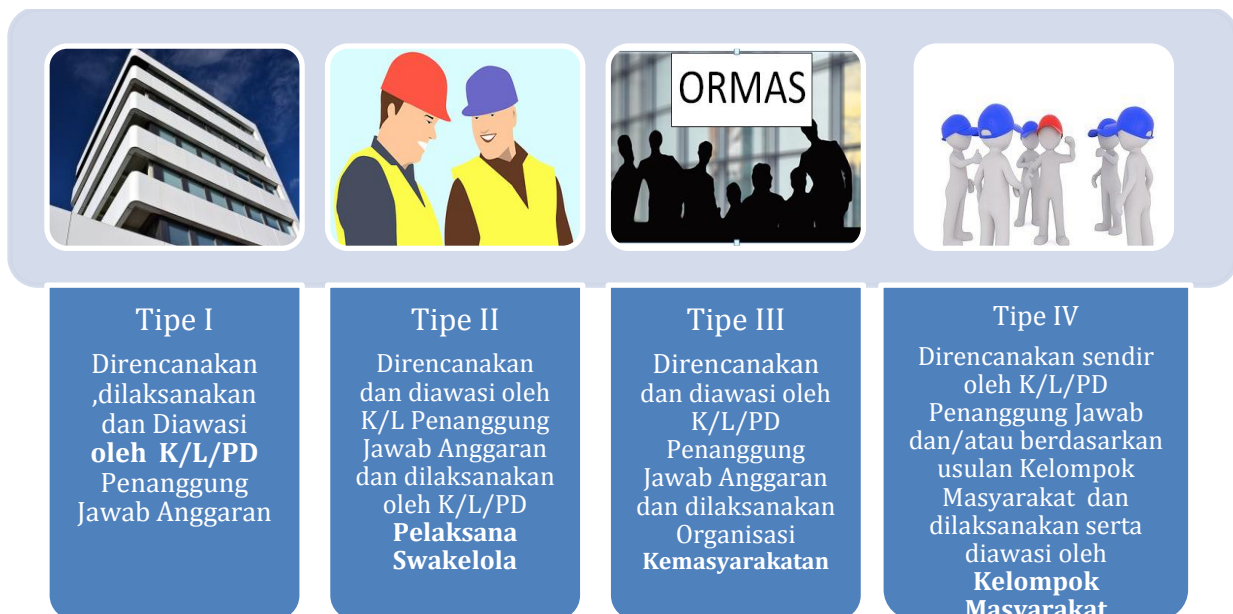 ORMAS
Tipe I
Direncanakan
,dilaksanakan
dan Diawasi
oleh K/L/PD
Penanggung
Jawab Anggaran
Tipe II
Direncanakan
dan diawasi oleh
K/L Penanggung
Jawab Anggaran
dan dilaksanakan
oleh K/L/PD
Pelaksana
Swakelola
Tipe III
Direncanakan
dan diawasi oleh
K/L/PD
Penanggung
Jawab Anggaran
dan dilaksanakan
Organisasi
Kemasyarakatan
Tipe IV
Direncanakan sendir
oleh K/L/PD
Penanggung Jawab
dan/atau berdasarkan
usulan Kelompok
Masyarakat dan
dilaksanakan serta
diawasi oleh
Kelompok
Masyarakat